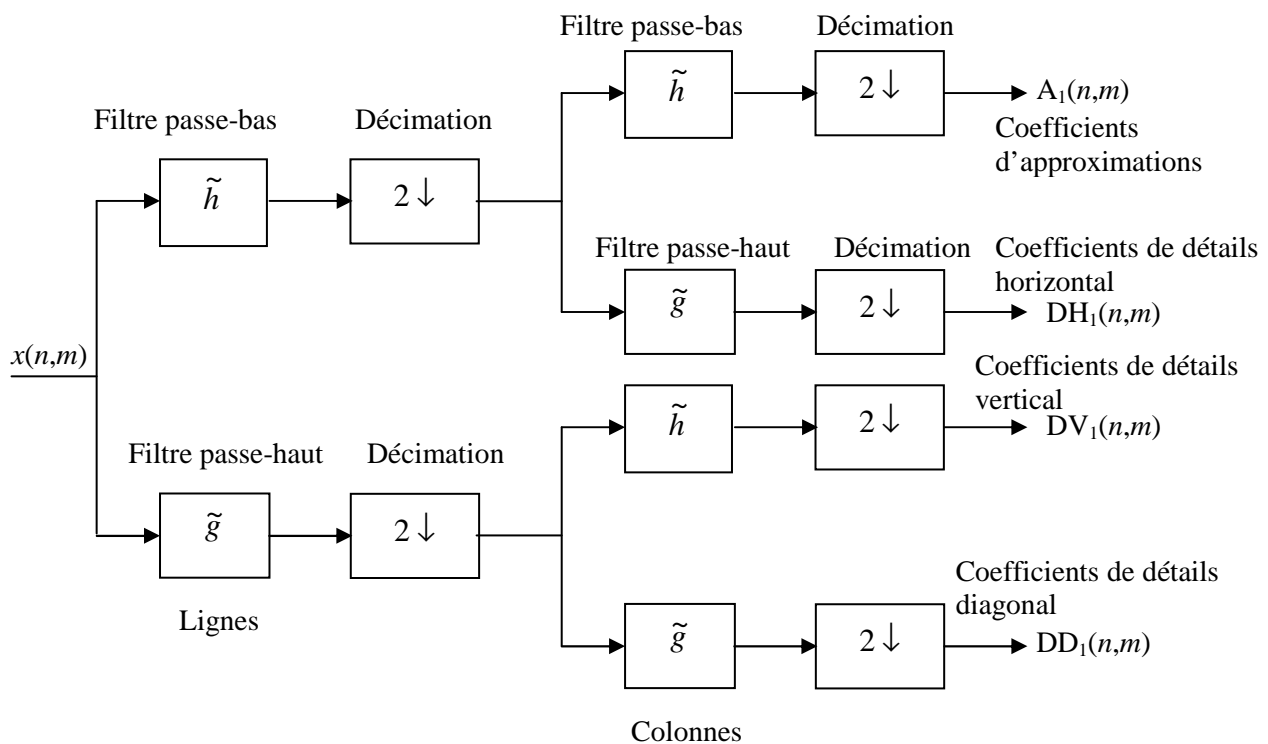 Filtre passe-bas Décimation
h̃ 2 ↓ A₁(n,m)
Coefficients
d’approximations
Filtre passe-bas Décimation
h̃ 2 ↓
Filtre passe-haut Décimation
Coefficients de détails
horizontal
g̃ 2 ↓ DH₁(n,m)
x(n,m)
Coefficients de détails
vertical
h̃ 2 ↓ DV₁(n,m)
Filtre passe-haut Décimation
g̃ 2 ↓
Coefficients de détails
diagonal
g̃ 2 ↓ DD₁(n,m)
Lignes
Colonnes